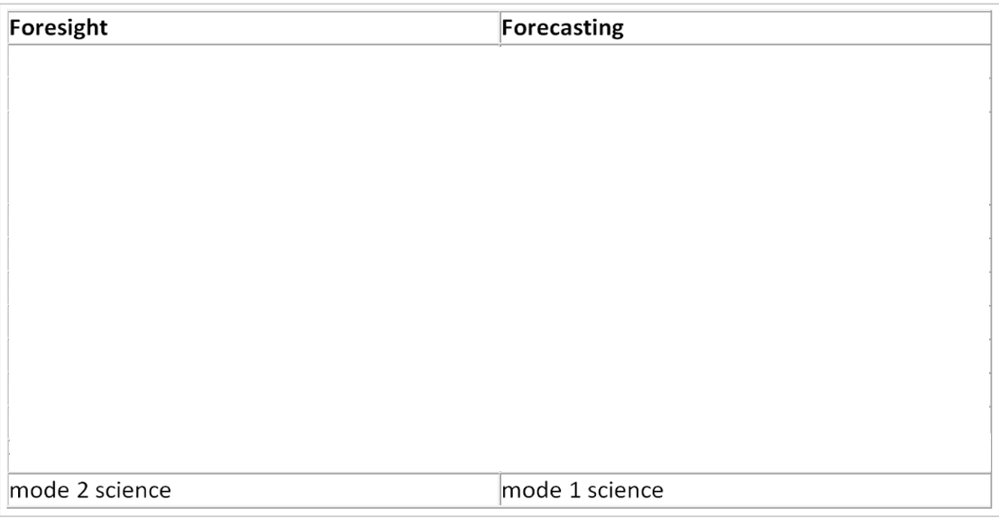 Foresight
Forecasting
mode 2 science
mode 1 science